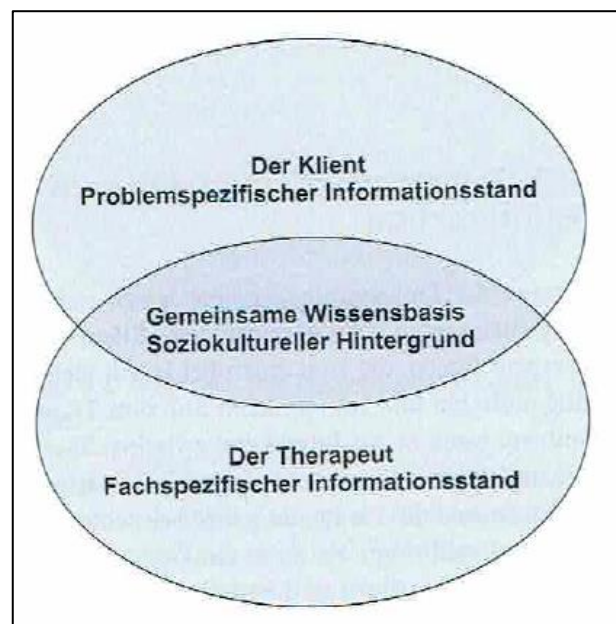 Der Klient
Problemspezifischer Informationsstand
Gemeinsame Wissensbasis
Soziokultureller Hintergrund
Der Therapeut
Fachspezifischer Informationsstand